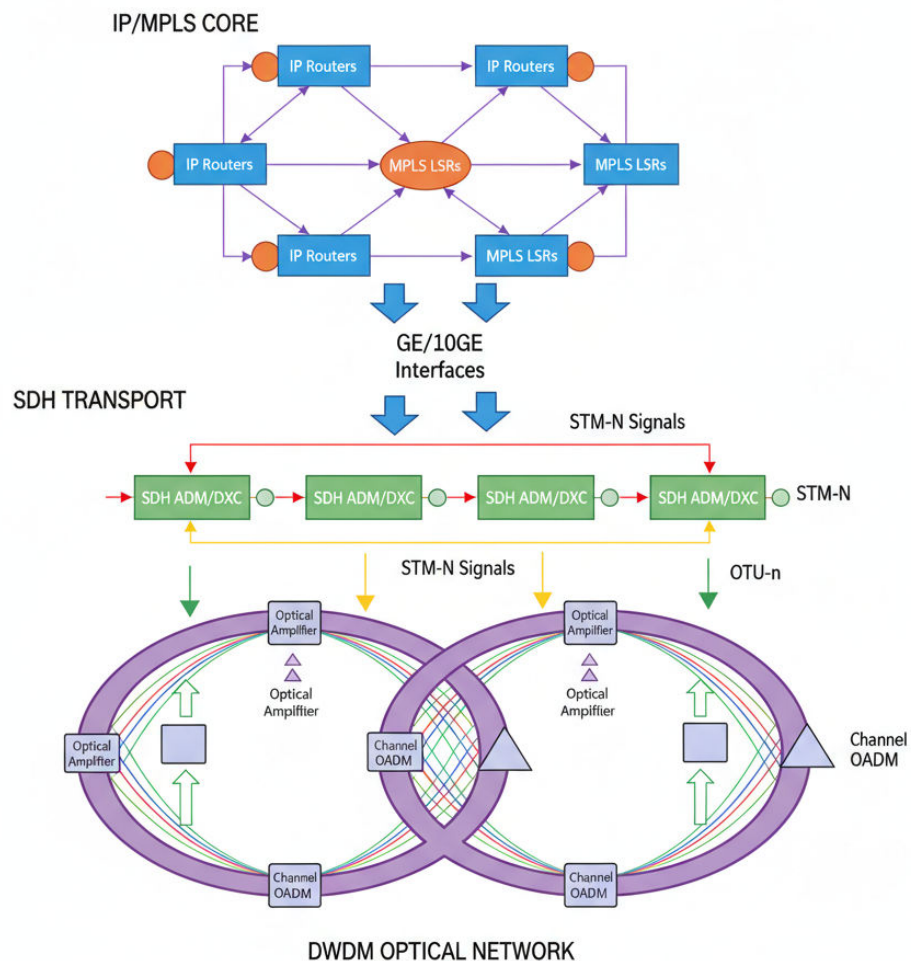 IP/MPLS CORE
IP Routers
IP Routers
IP Routers
MPLS LSRs
MPLS LSRs
IP Routers
MPLS LSRs
GE/10GE
Interfaces
SDH TRANSPORT
STM-N Signals
SDH ADM/DXC
SDH ADM/DXC
SDH ADM/DXC
SDH ADM/DXC
STM-N
STM-N Signals
OTU-n
Optical
Amplifier
Optical
Amplifier
Optical
Amplifier
Optical
Amplifier
Optical
Amplifier
Channel
OADM
Channel
OADM
Channel
OADM
Channel
OADM
DWDM OPTICAL NETWORK